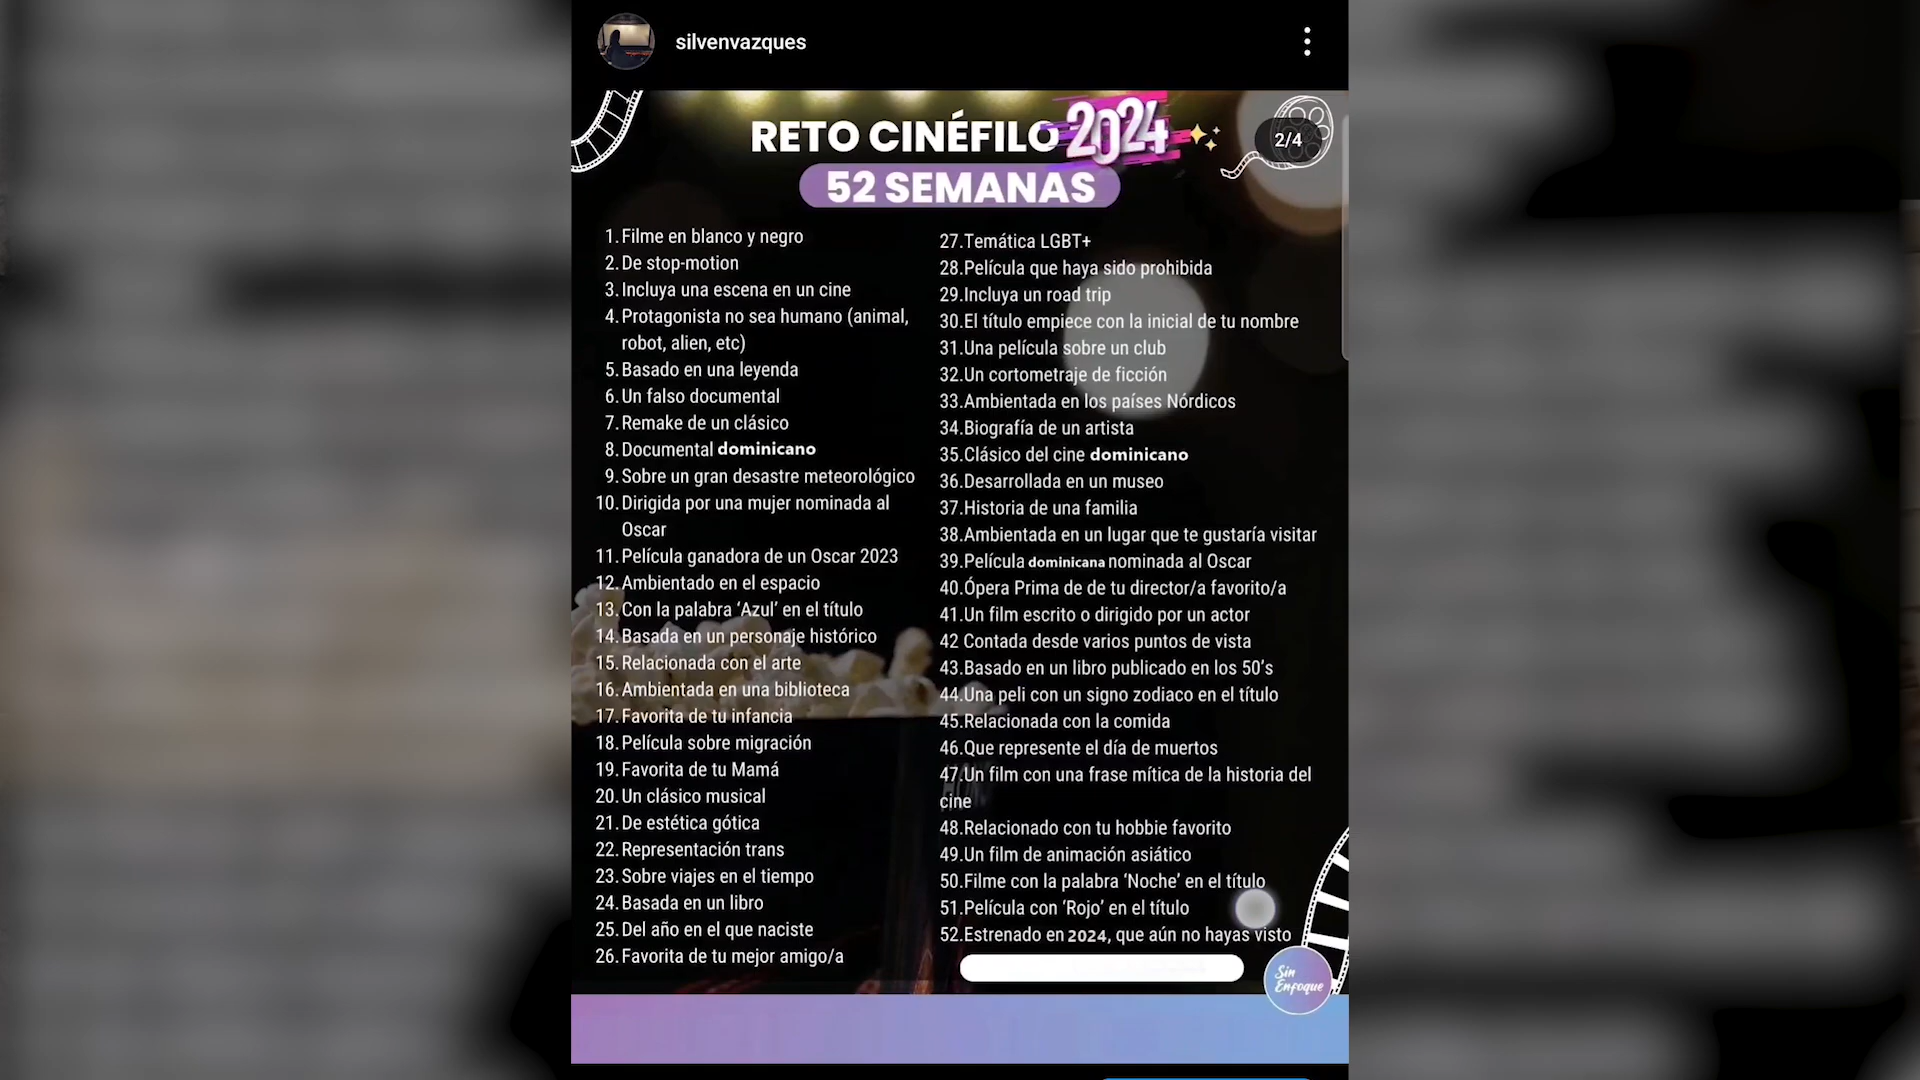 silvenvazques
RETO CINÉFILO 2024
2/4
52 SEMANAS
1. Filme en blanco y negro
2. De stop-motion
3. Incluya una escena en un cine
4. Protagonista no sea humano (animal,
robot, alien, etc)
5. Basado en una leyenda
6. Un falso documental
7. Remake de un clásico
8. Documental dominicano
9. Sobre un gran desastre meteorológico
10. Dirigida por una mujer nominada al
Oscar
11. Película ganadora de un Oscar 2023
12. Ambientado en el espacio
13. Con la palabra ‘Azul’ en el título
14. Basada en un personaje histórico
15. Relacionada con el arte
16. Ambientada en una biblioteca
17. Favorita de tu infancia
18. Película sobre migración
19. Favorita de tu Mamá
20. Un clásico musical
21. De estética gótica
22. Representación trans
23. Sobre viajes en el tiempo
24. Basada en un libro
25. Del año en el que naciste
26. Favorita de tu mejor amigo/a
27.Temática LGBT+
28.Película que haya sido prohibida
29.Incluya un road trip
30.El título empiece con la inicial de tu nombre
31.Una película sobre un club
32.Un cortometraje de ficción
33.Ambientada en los países Nórdicos
34.Biografía de un artista
35.Clásico del cine dominicano
36.Desarrollada en un museo
37.Historia de una familia
38.Ambientada en un lugar que te gustaría visitar
39.Película dominicana nominada al Oscar
40.Ópera Prima de de tu director/a favorito/a
41.Un film escrito o dirigido por un actor
42 Contada desde varios puntos de vista
43.Basado en un libro publicado en los 50’s
44.Una peli con un signo zodiaco en el título
45.Relacionada con la comida
46.Que represente el día de muertos
47.Un film con una frase mítica de la historia del
cine
48.Relacionado con tu hobbie favorito
49.Un film de animación asiático
50.Filme con la palabra ‘Noche’ en el título
51.Película con ‘Rojo’ en el título
52.Estrenado en 2024, que aún no hayas visto
Sin
Enfoque